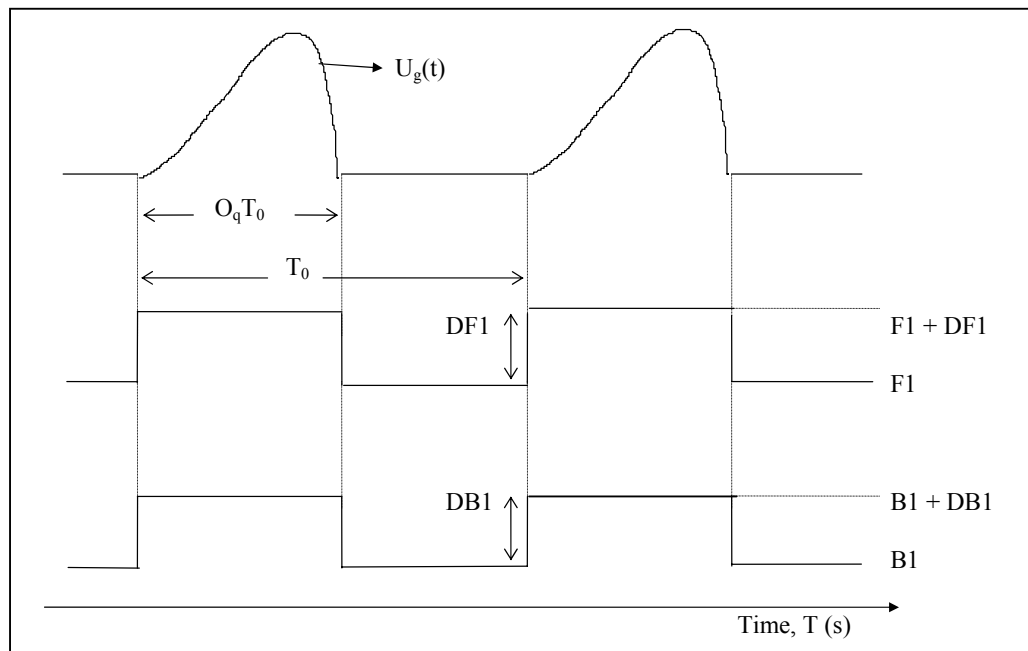 U_g(t)
O_qT_0
T_0
DF1
F1 + DF1
F1
DB1
B1 + DB1
B1
Time, T (s)